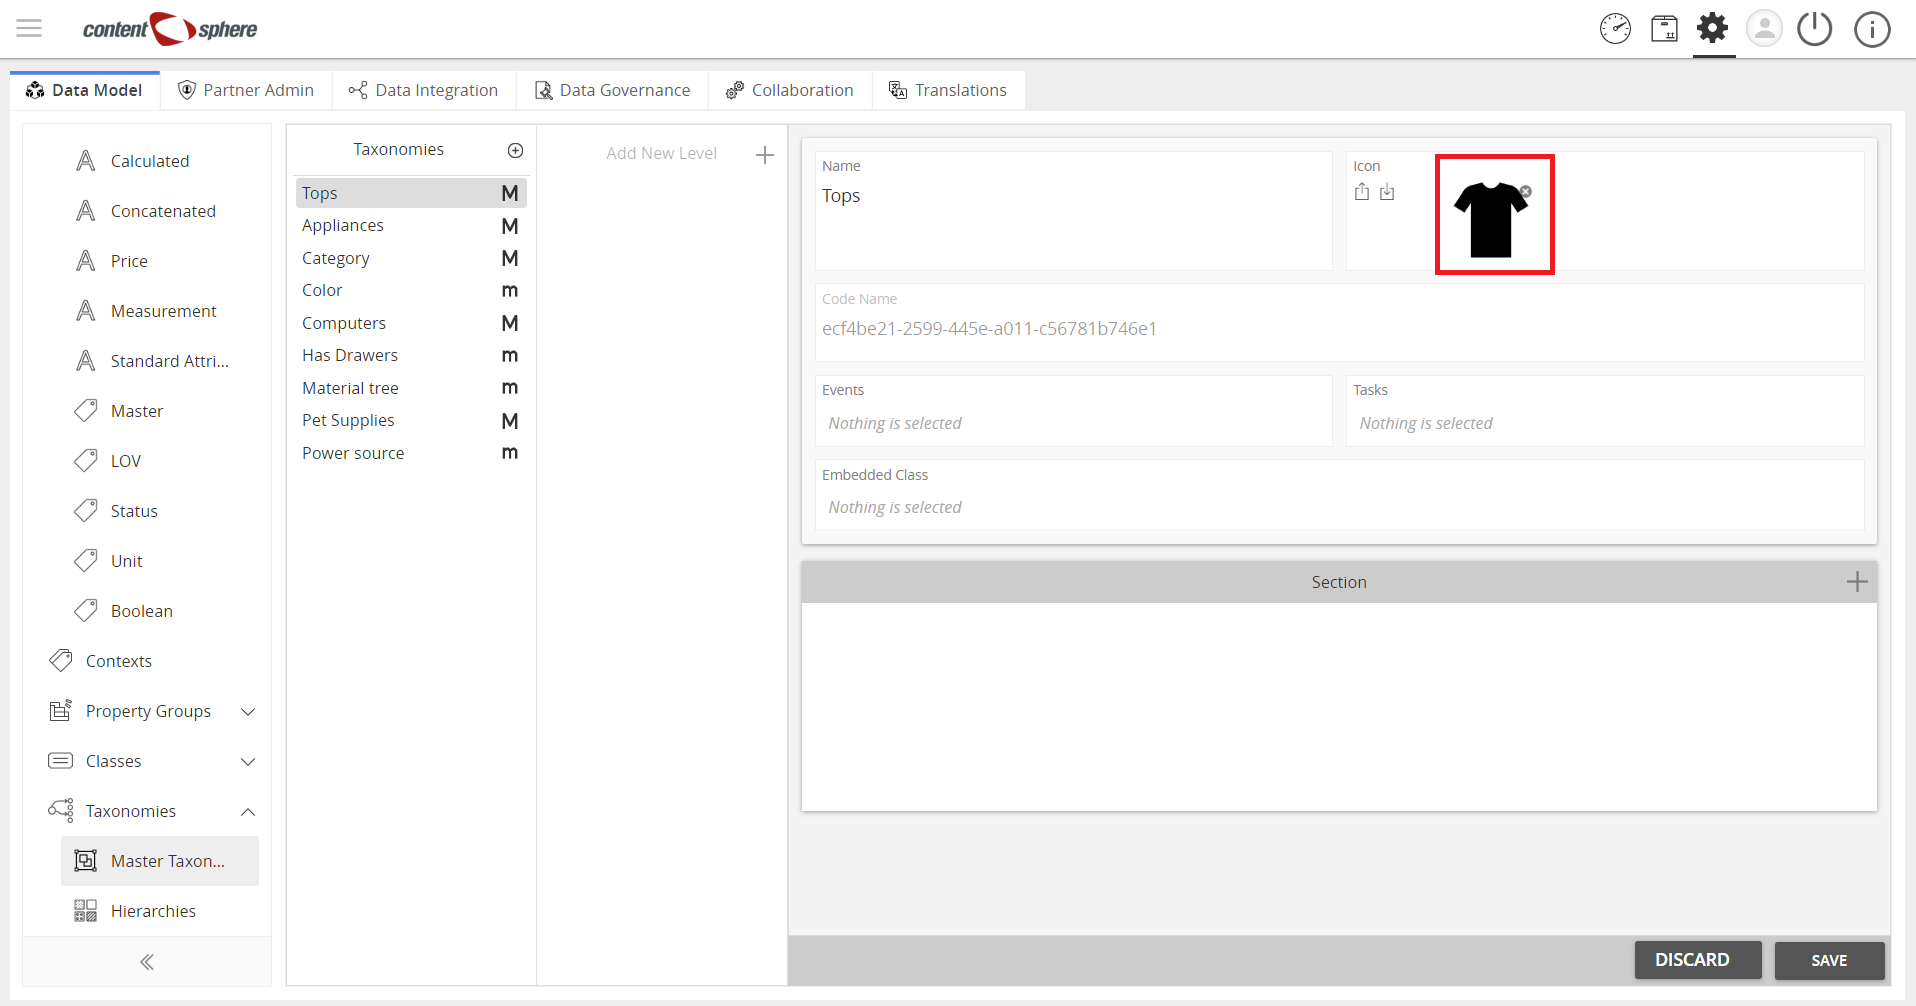 content sphere
Data Model
Partner Admin
Data Integration
Data Governance
Collaboration
Translations
Calculated
Concatenated
Price
Measurement
Standard Attri...
Master
LOV
Status
Unit
Boolean
Contexts
Property Groups
Classes
Taxonomies
Master Taxon...
Hierarchies
Taxonomies
Tops M
Appliances M
Category M
Color m
Computers M
Has Drawers m
Material tree m
Pet Supplies M
Power source m
Add New Level
Name
Tops
Icon
Code Name
ecf4be21-2599-445e-a011-c56781b746e1
Events
Nothing is selected
Tasks
Nothing is selected
Embedded Class
Nothing is selected
Section
DISCARD
SAVE